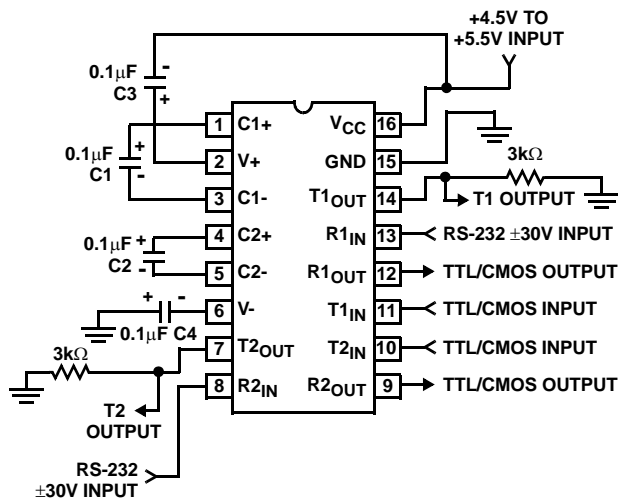 +4.5V TO
+5.5V INPUT
0.1μF
-
C3
+
1 C1+
VCC 16
0.1μF
+
C1
-
2 V+
GND 15
3kΩ
3 C1-
T1OUT 14
T1 OUTPUT
0.1μF
+
C2
-
4 C2+
R1IN 13
RS-232 ±30V INPUT
5 C2-
R1OUT 12
TTL/CMOS OUTPUT
+ -
0.1μF C4
6 V-
T1IN 11
TTL/CMOS INPUT
3kΩ
7 T2OUT
T2IN 10
TTL/CMOS INPUT
8 R2IN
R2OUT 9
TTL/CMOS OUTPUT
T2
OUTPUT
RS-232
±30V INPUT